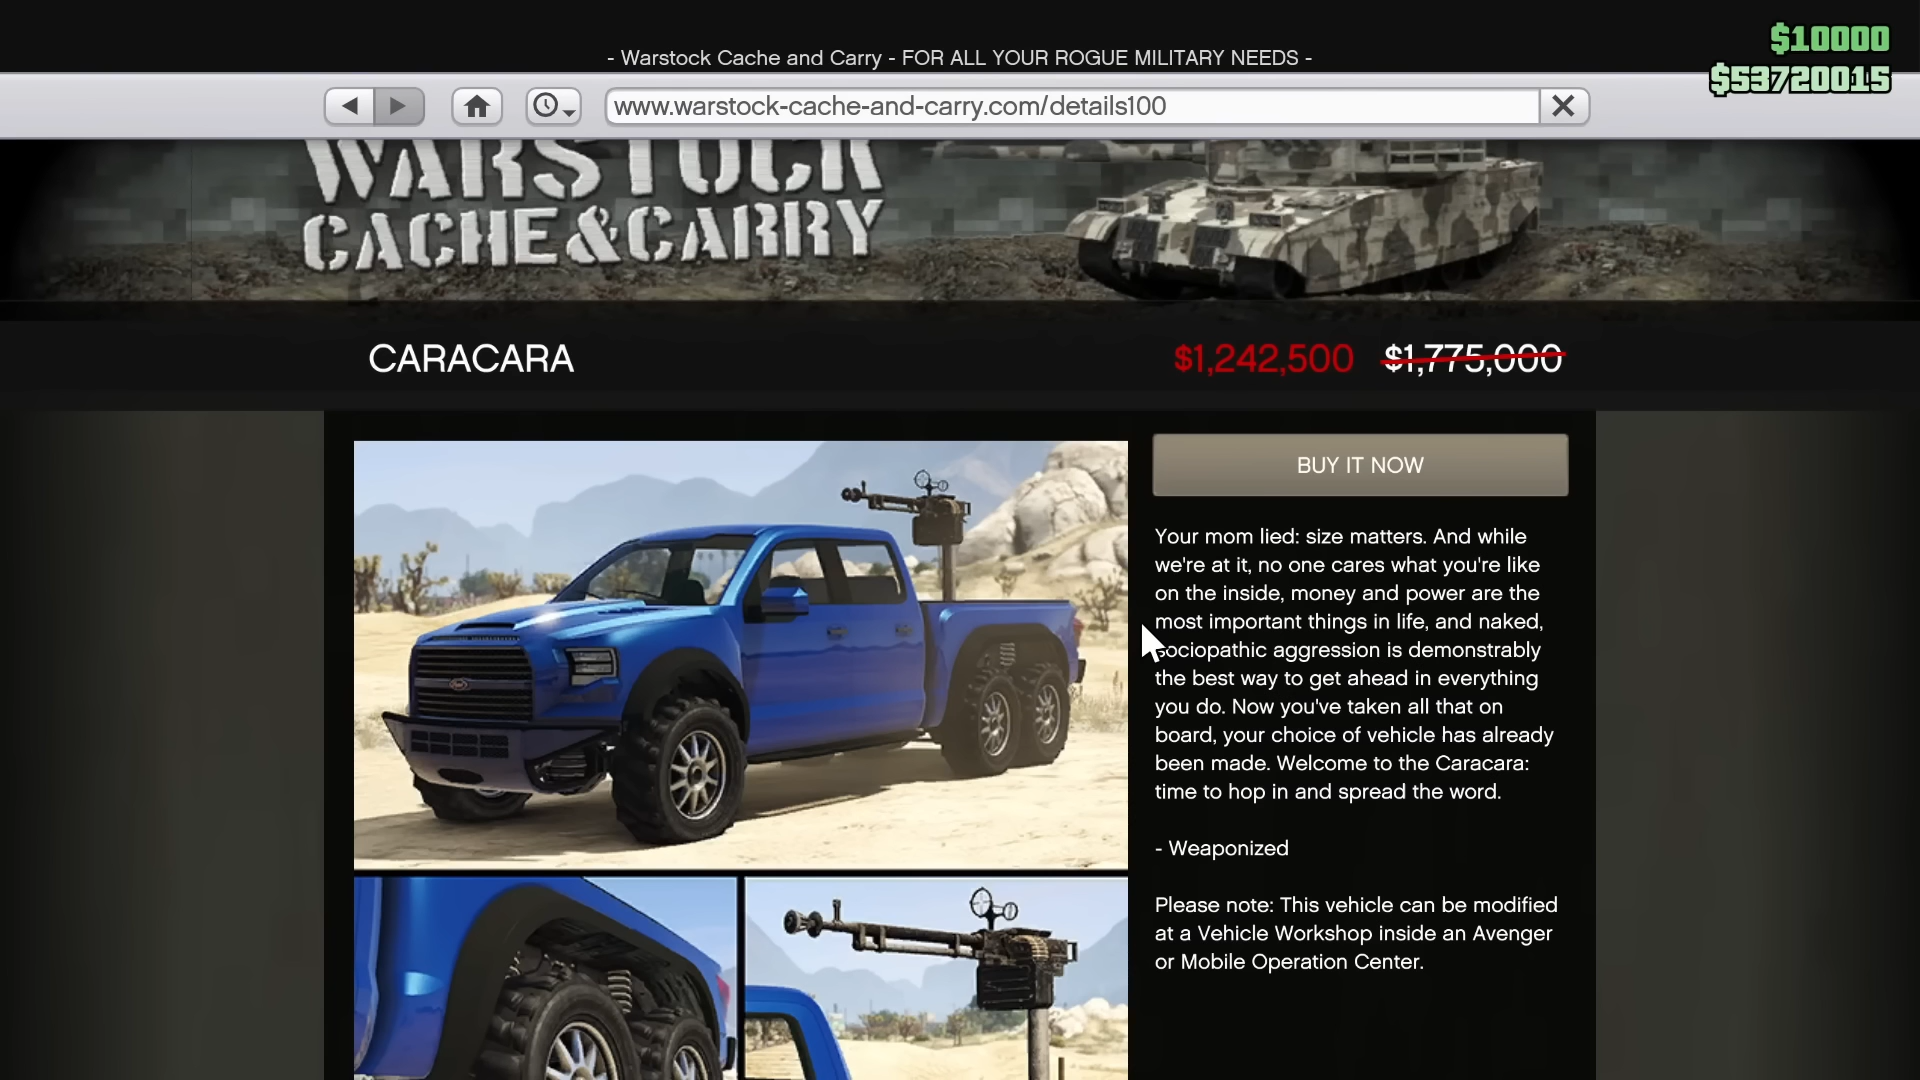 $10000
- Warstock Cache and Carry - FOR ALL YOUR ROGUE MILITARY NEEDS -
$53720015
www.warstock-cache-and-carry.com/details100
WARSTOCK
CACHE&CARRY
CARACARA
$1,242,500 $1,775,000
BUY IT NOW
Your mom lied: size matters. And while
we're at it, no one cares what you're like
on the inside, money and power are the
most important things in life, and naked,
sociopathic aggression is demonstrably
the best way to get ahead in everything
you do. Now you've taken all that on
board, your choice of vehicle has already
been made. Welcome to the Caracara:
time to hop in and spread the word.
- Weaponized
Please note: This vehicle can be modified
at a Vehicle Workshop inside an Avenger
or Mobile Operation Center.